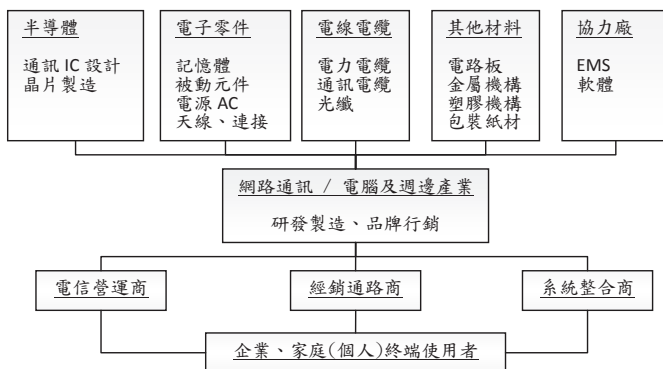 半導體
通訊 IC 設計
晶片製造
電子零件
記憶體
被動元件
電源 AC
天線、連接
電線電纜
電力電纜
通訊電纜
光纖
其他材料
電路板
金屬機構
塑膠機構
包裝紙材
協力廠
EMS
軟體
網路通訊 / 電腦及週邊產業
研發製造、品牌行銷
電信營運商
經銷通路商
系統整合商
企業、家庭(個人)終端使用者